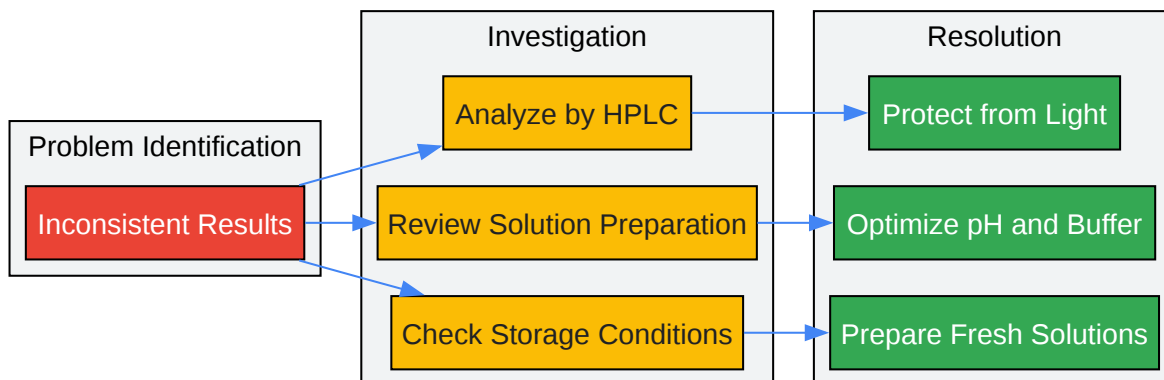 Problem Identification
Inconsistent Results
Investigation
Analyze by HPLC
Review Solution Preparation
Check Storage Conditions
Resolution
Protect from Light
Optimize pH and Buffer
Prepare Fresh Solutions